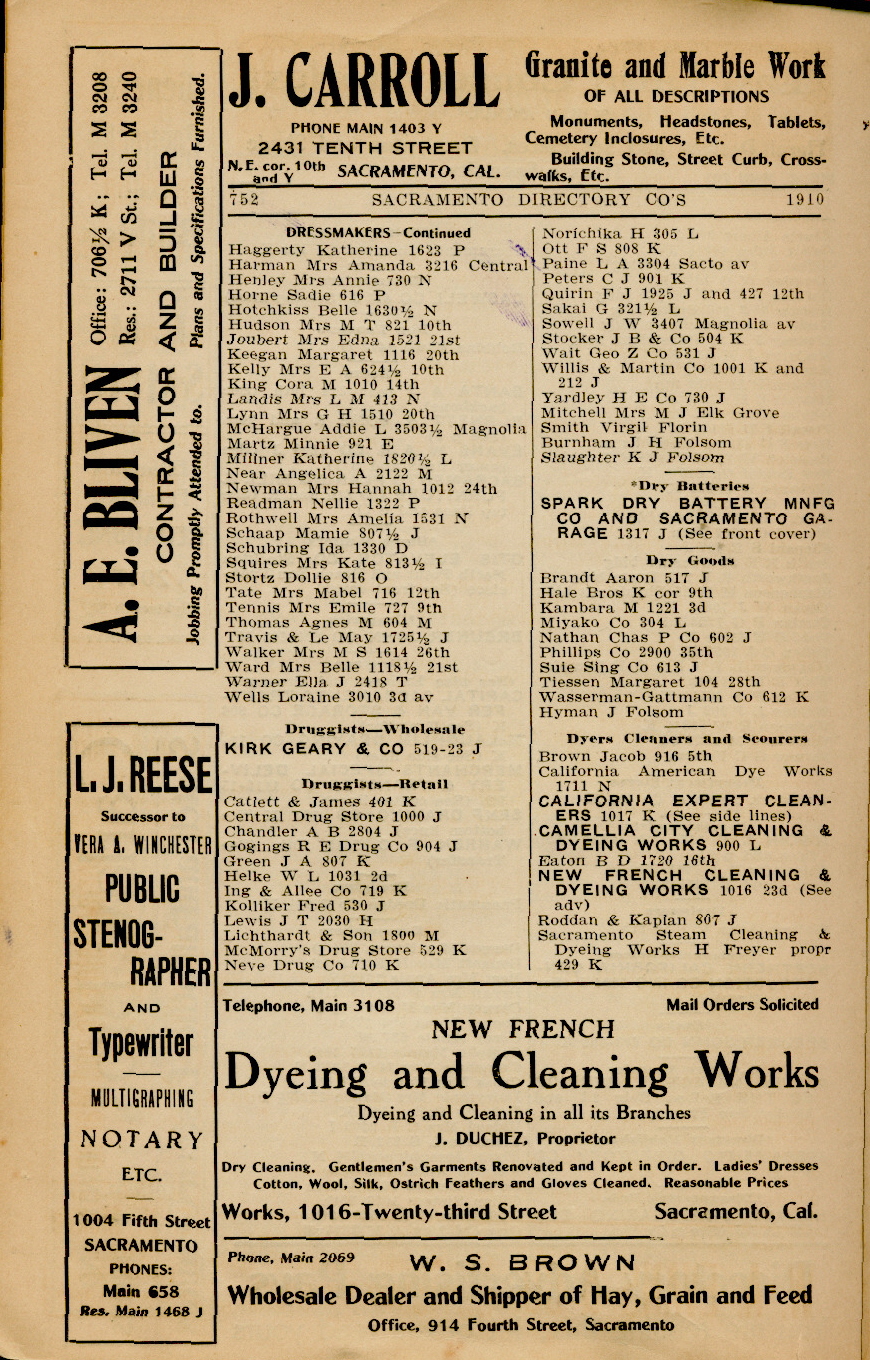 J. CARROLL
PHONE MAIN 1403 Y
2431 TENTH STREET
N. E. cor. 10th and Y SACRAMENTO, CAL.
Granite and Marble Work
OF ALL DESCRIPTIONS
Monuments, Headstones, Tablets,
Cemetery Inclosures, Etc.
Building Stone, Street Curb, Cross-
walks, Etc.
752 SACRAMENTO DIRECTORY CO'S 1910
A. E. BLIVEN
Office: 706½ K; Tel. M 3208
Res.: 2711 V St.; Tel. M 3240
CONTRACTOR AND BUILDER
Jobbing Promptly Attended to. Plans and Specifications Furnished.
L. J. REESE
Successor to
VERA A. WINCHESTER
PUBLIC
STENOG-
RAPHER
AND
Typewriter
MULTIGRAPHING
NOTARY
ETC.
1004 Fifth Street
SACRAMENTO
PHONES:
Main 658
Res. Main 1468 J
DRESSMAKERS—Continued
Haggerty Katherine 1623 P
Harman Mrs Amanda 3216 Central
Henley Mrs Annie 730 N
Horne Sadie 616 P
Hotchkiss Belle 1630½ N
Hudson Mrs M T 821 10th
Joubert Mrs Edna 1521 21st
Keegan Margaret 1116 20th
Kelly Mrs E A 624½ 10th
King Cora M 1010 14th
Landis Mrs L M 413 N
Lynn Mrs G H 1510 20th
McHargue Addie L 3503½ Magnolia
Martz Minnie 921 E
Millner Katherine 1820½ L
Near Angelica A 2122 M
Newman Mrs Hannah 1012 24th
Readman Nellie 1322 P
Rothwell Mrs Amelia 1531 N
Schaap Mamie 807½ J
Schubring Ida 1330 D
Squires Mrs Kate 813½ I
Stortz Dollie 816 O
Tate Mrs Mabel 716 12th
Tennis Mrs Emile 727 9th
Thomas Agnes M 604 M
Travis & Le May 1725½ J
Walker Mrs M S 1614 26th
Ward Mrs Belle 1118½ 21st
Warner Ella J 2418 T
Wells Loraine 3010 3d av
Druggists—Wholesale
KIRK GEARY & CO 519-23 J
Druggists—Retail
Catlett & James 401 K
Central Drug Store 1000 J
Chandler A B 2804 J
Gogings R E Drug Co 904 J
Green J A 807 K
Helke W L 1031 2d
Ing & Allee Co 719 K
Kolliker Fred 530 J
Lewis J T 2030 H
Lichthardt & Son 1800 M
McMorry's Drug Store 529 K
Neve Drug Co 710 K
Norichika H 305 L
Ott F S 808 K
Paine L A 3304 Sacto av
Peters C J 901 K
Quirin F J 1925 J and 427 12th
Sakai G 321½ L
Sowell J W 3407 Magnolia av
Stocker J B & Co 504 K
Wait Geo Z Co 531 J
Willis & Martin Co 1001 K and
212 J
Yardley H E Co 730 J
Mitchell Mrs M J Elk Grove
Smith Virgil Florin
Burnham J H Folsom
Slaughter K J Folsom
*Dry Batteries
SPARK DRY BATTERY MNFG
CO AND SACRAMENTO GA-
RAGE 1317 J (See front cover)
Dry Goods
Brandt Aaron 517 J
Hale Bros K cor 9th
Kambara M 1221 3d
Miyako Co 304 L
Nathan Chas P Co 602 J
Phillips Co 2900 35th
Suie Sing Co 613 J
Tiessen Margaret 104 28th
Wasserman-Gattmann Co 612 K
Hyman J Folsom
Dyers Cleaners and Scourers
Brown Jacob 916 5th
California American Dye Works
1711 N
CALIFORNIA EXPERT CLEAN-
ERS 1017 K (See side lines)
CAMELLIA CITY CLEANING &
DYEING WORKS 900 L
Eaton B D 1720 16th
NEW FRENCH CLEANING &
DYEING WORKS 1016 23d (See
adv)
Roddan & Kaplan 807 J
Sacramento Steam Cleaning &
Dyeing Works H Freyer propr
429 K
Telephone, Main 3108 Mail Orders Solicited
NEW FRENCH
Dyeing and Cleaning Works
Dyeing and Cleaning in all its Branches
J. DUCHEZ, Proprietor
Dry Cleaning. Gentlemen's Garments Renovated and Kept in Order. Ladies' Dresses
Cotton, Wool, Silk, Ostrich Feathers and Gloves Cleaned. Reasonable Prices
Works, 1016-Twenty-third Street Sacramento, Cal.
Phone, Main 2069 W. S. BROWN
Wholesale Dealer and Shipper of Hay, Grain and Feed
Office, 914 Fourth Street, Sacramento